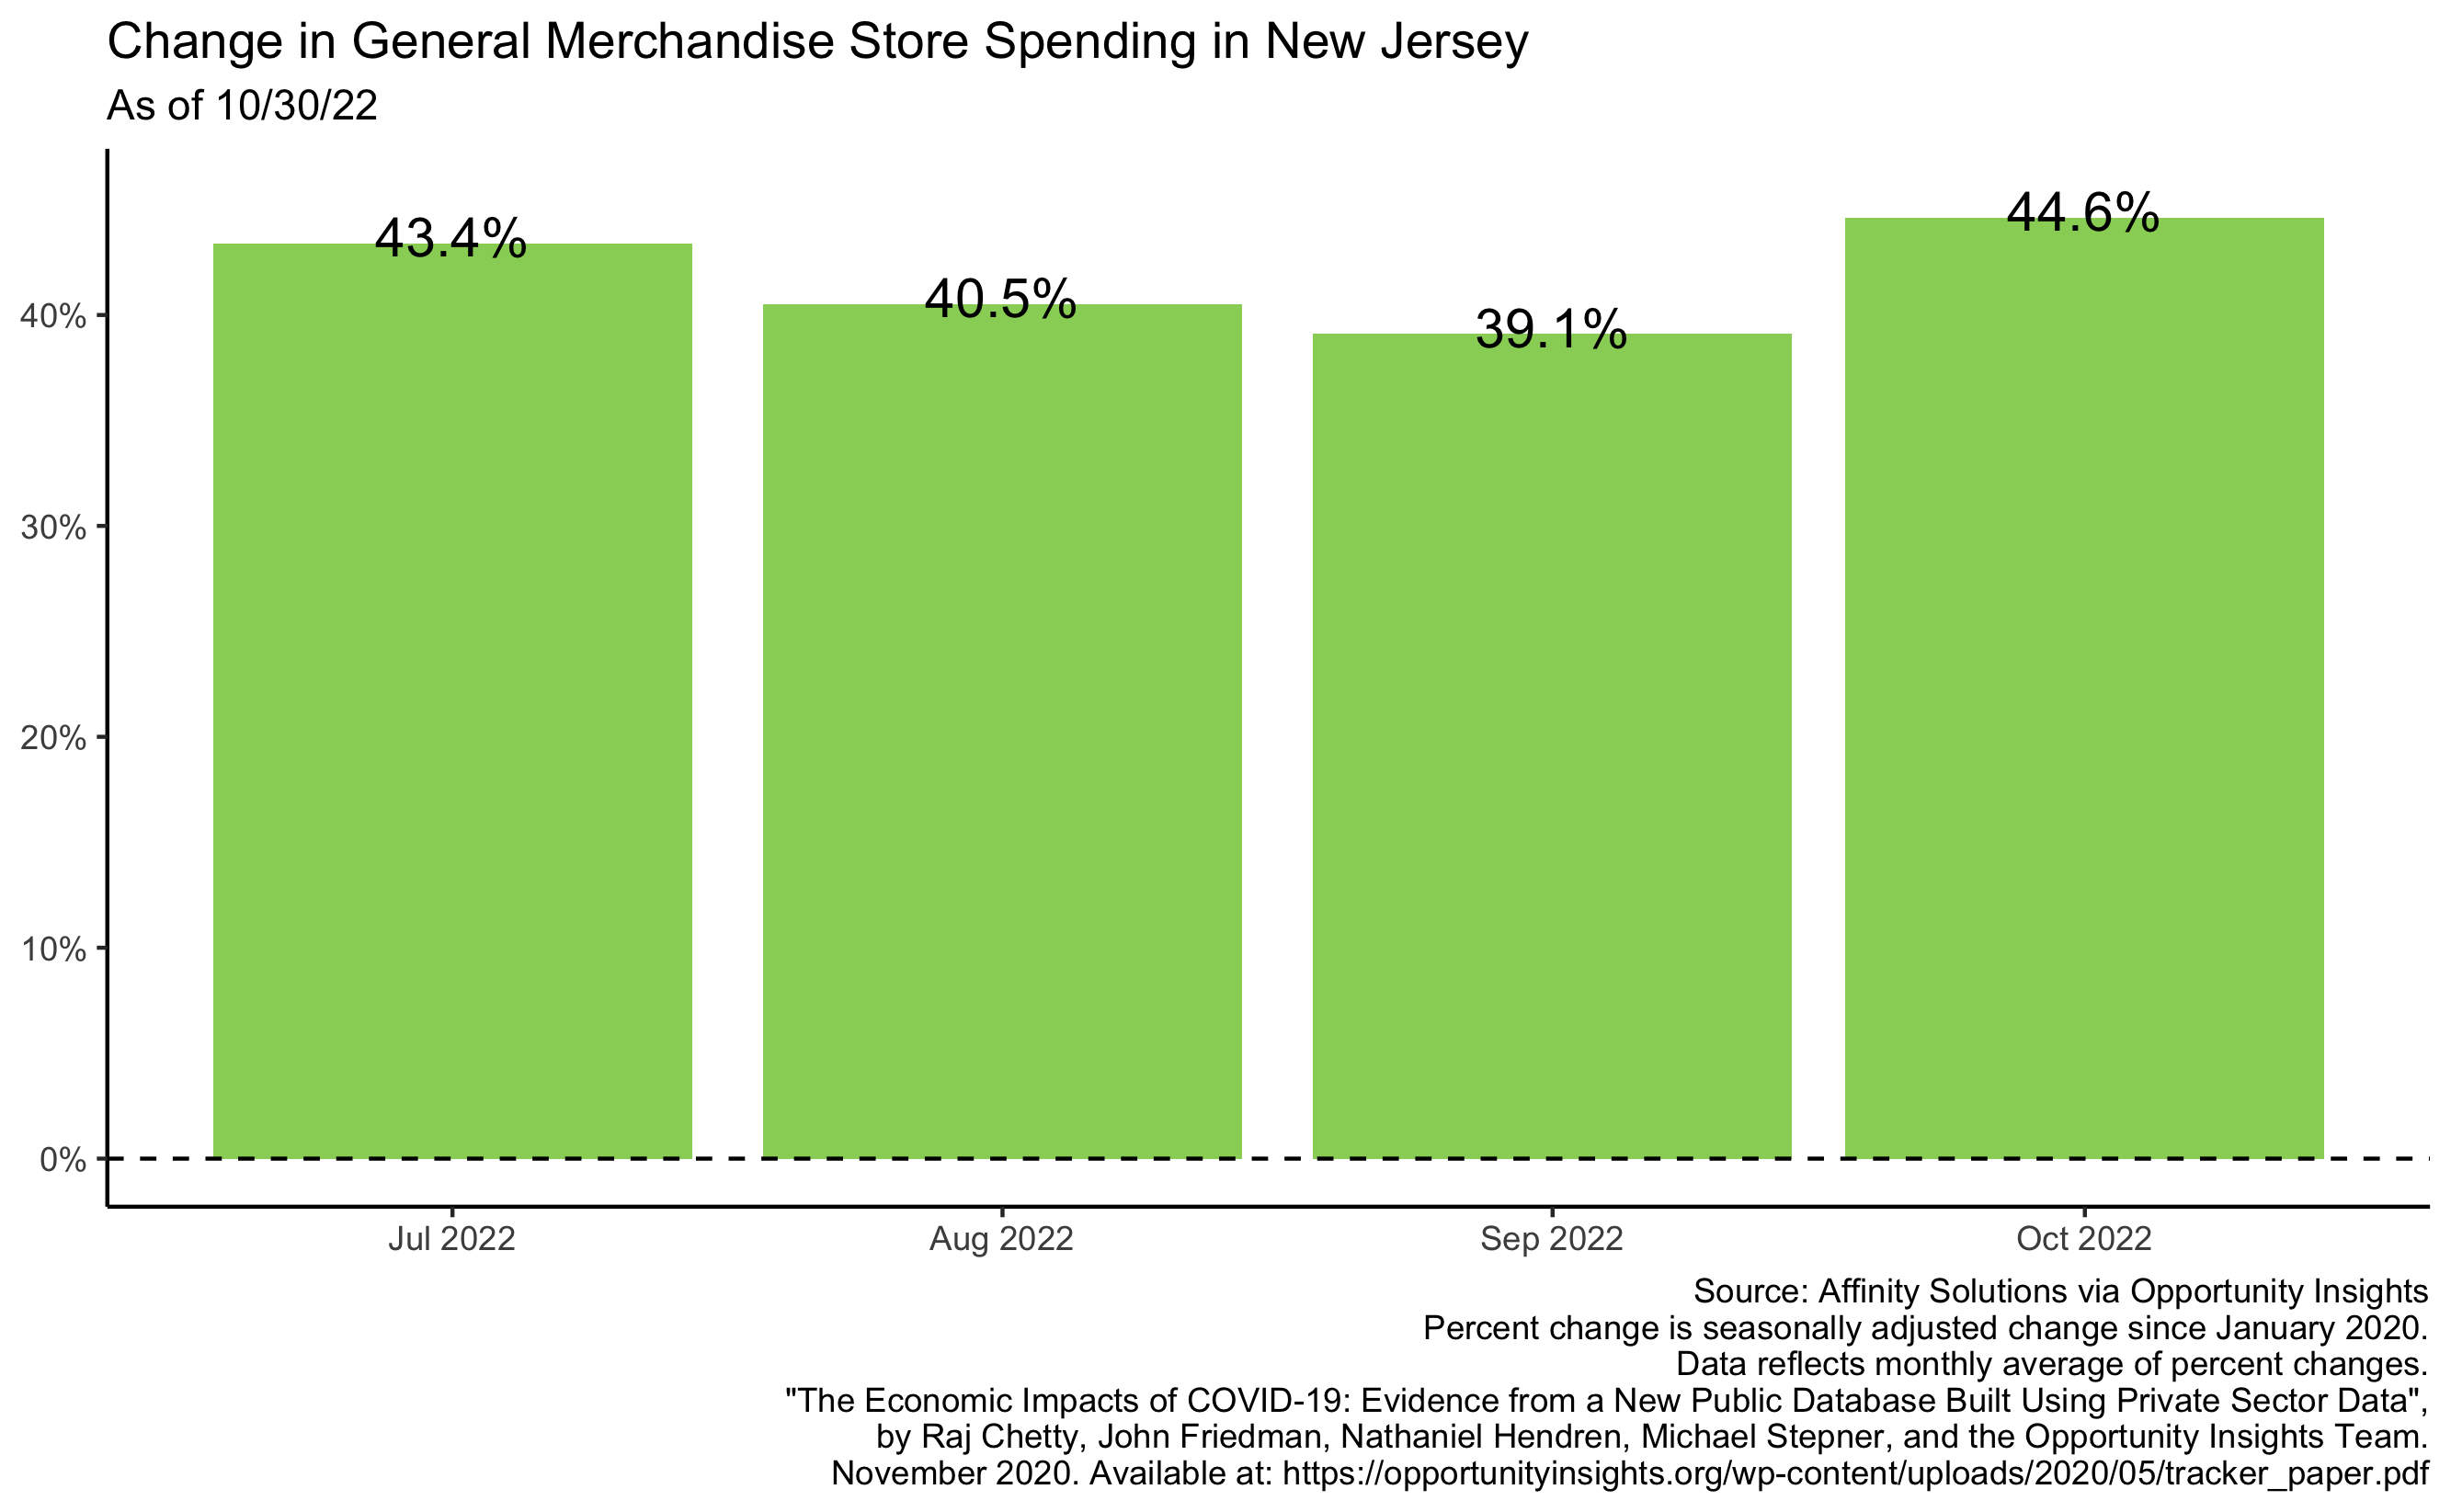 Change in General Merchandise Store Spending in New Jersey
As of 10/30/22
43.4%
40.5%
39.1%
44.6%
40%
30%
20%
10%
0%
Jul 2022
Aug 2022
Sep 2022
Oct 2022
Source: Affinity Solutions via Opportunity Insights
Percent change is seasonally adjusted change since January 2020.
Data reflects monthly average of percent changes.
"The Economic Impacts of COVID-19: Evidence from a New Public Database Built Using Private Sector Data",
by Raj Chetty, John Friedman, Nathaniel Hendren, Michael Stepner, and the Opportunity Insights Team.
November 2020. Available at: https://opportunityinsights.org/wp-content/uploads/2020/05/tracker_paper.pdf